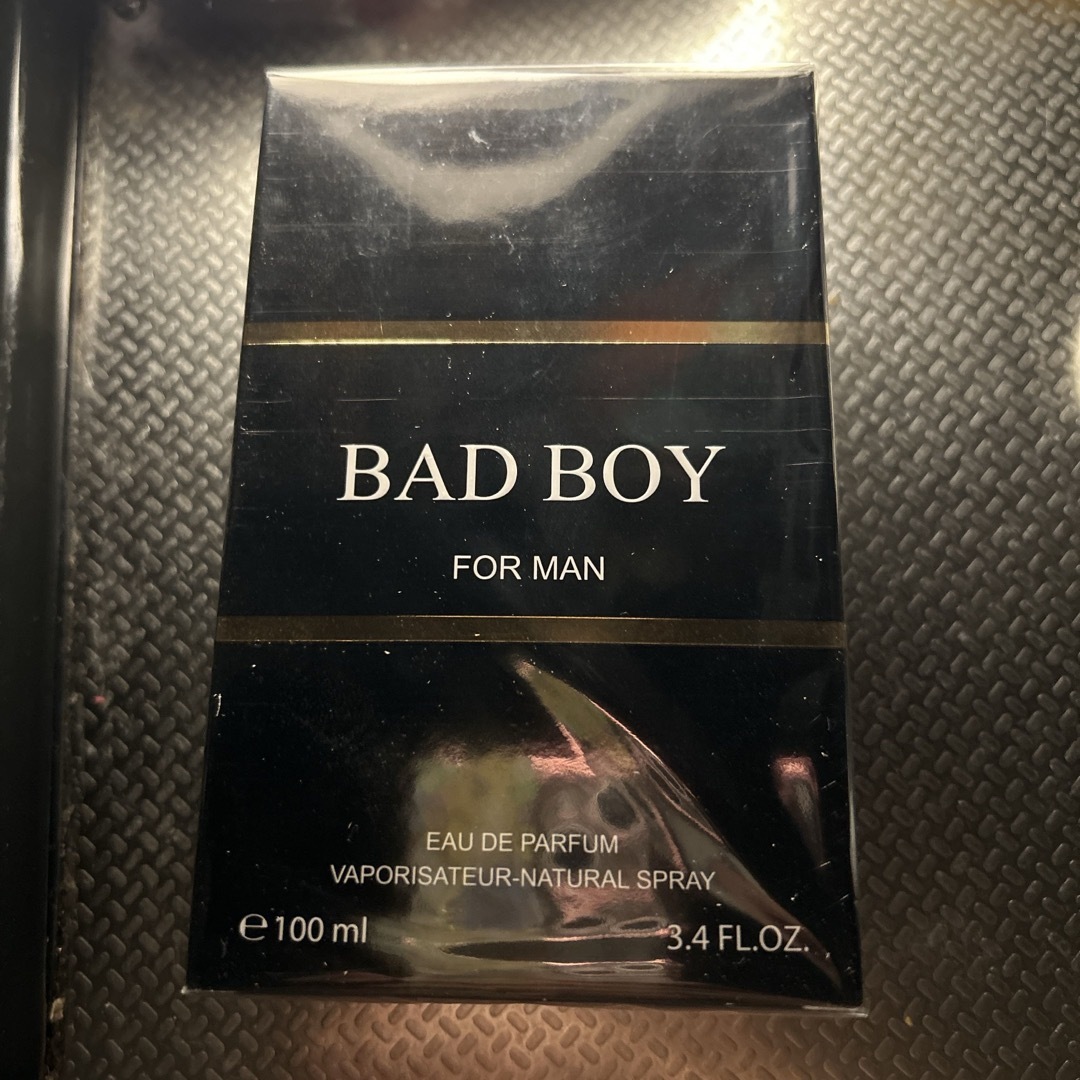 BAD BOY
FOR MAN
EAU DE PARFUM
VAPORISATEUR-NATURAL SPRAY
℮ 100 ml 3.4 FL.OZ.